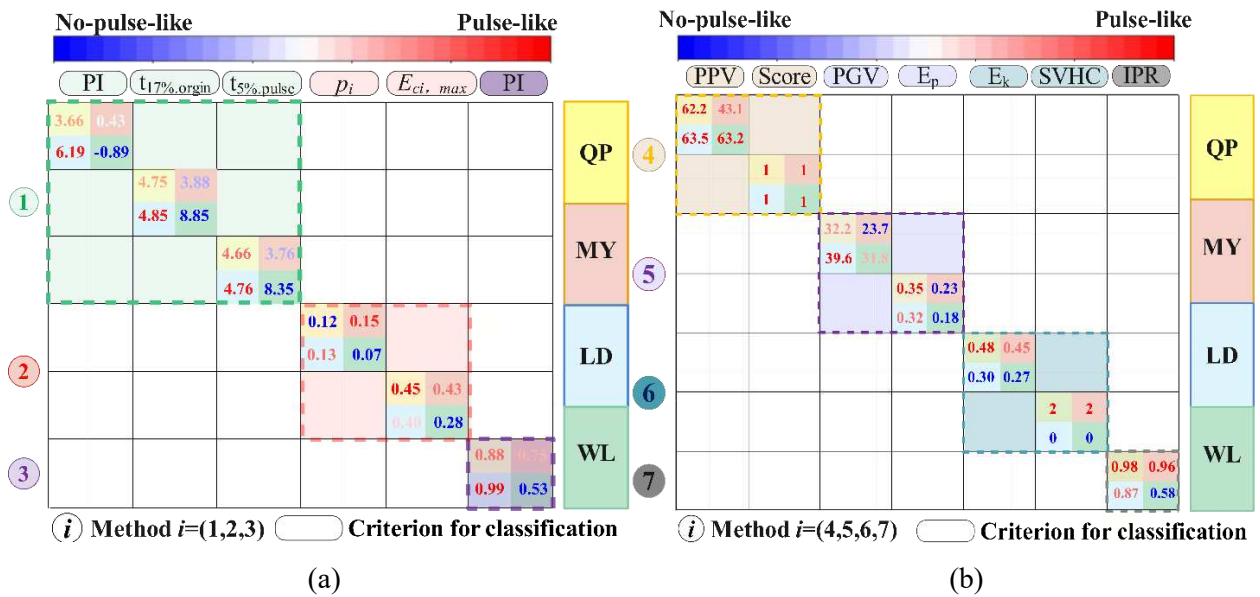 No-pulse-like Pulse-like
PI t17%.orgin t5%.pulse pi Eci, max PI
3.66 0.43
6.19 -0.89
4.75 3.88
4.85 8.85
4.66 3.76
4.76 8.35
0.12 0.15
0.13 0.07
0.45 0.43
0.40 0.28
0.88 0.75
0.99 0.53
1
2
3
QP
MY
LD
WL
i Method i=(1,2,3) Criterion for classification
(a)
No-pulse-like Pulse-like
PPV Score PGV Ep Ek SVHC IPR
62.2 43.1
63.5 63.2
1 1
1 1
32.2 23.7
39.6 31.8
0.35 0.23
0.32 0.18
0.48 0.45
0.30 0.27
2 2
0 0
0.98 0.96
0.87 0.58
4
5
6
7
QP
MY
LD
WL
i Method i=(4,5,6,7) Criterion for classification
(b)